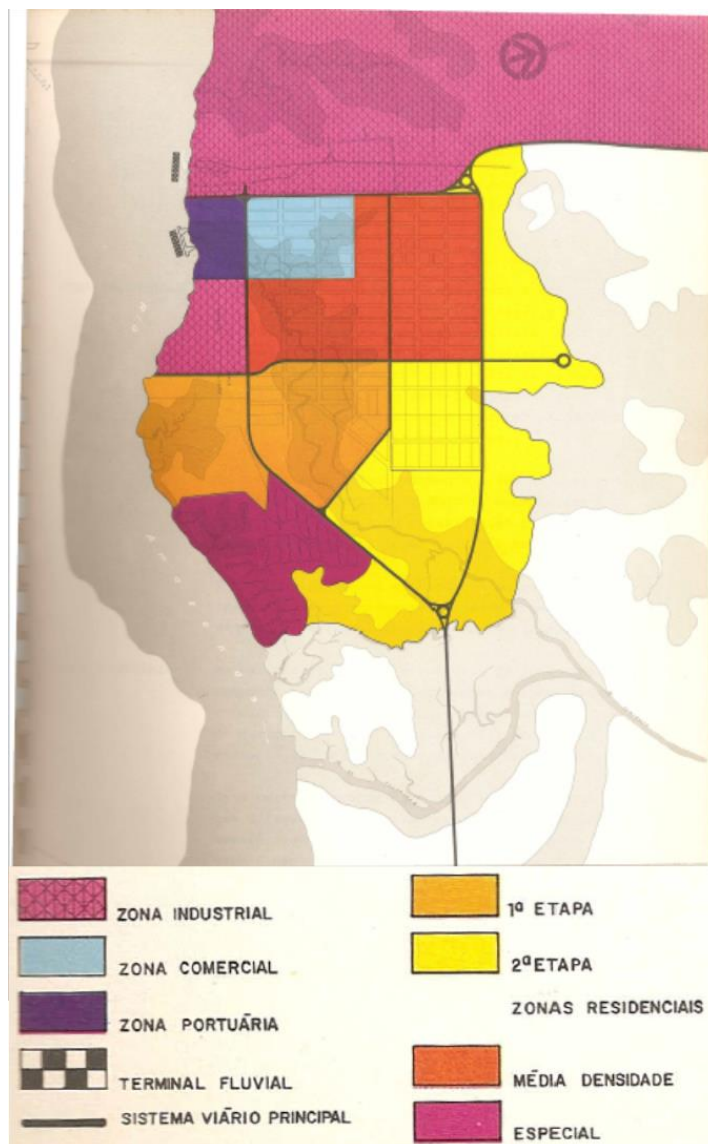 ZONA INDUSTRIAL
ZONA COMERCIAL
ZONA PORTUÁRIA
TERMINAL FLUVIAL
SISTEMA VIÁRIO PRINCIPAL
1ª ETAPA
2ª ETAPA
ZONAS RESIDENCIAIS
MÉDIA DENSIDADE
ESPECIAL